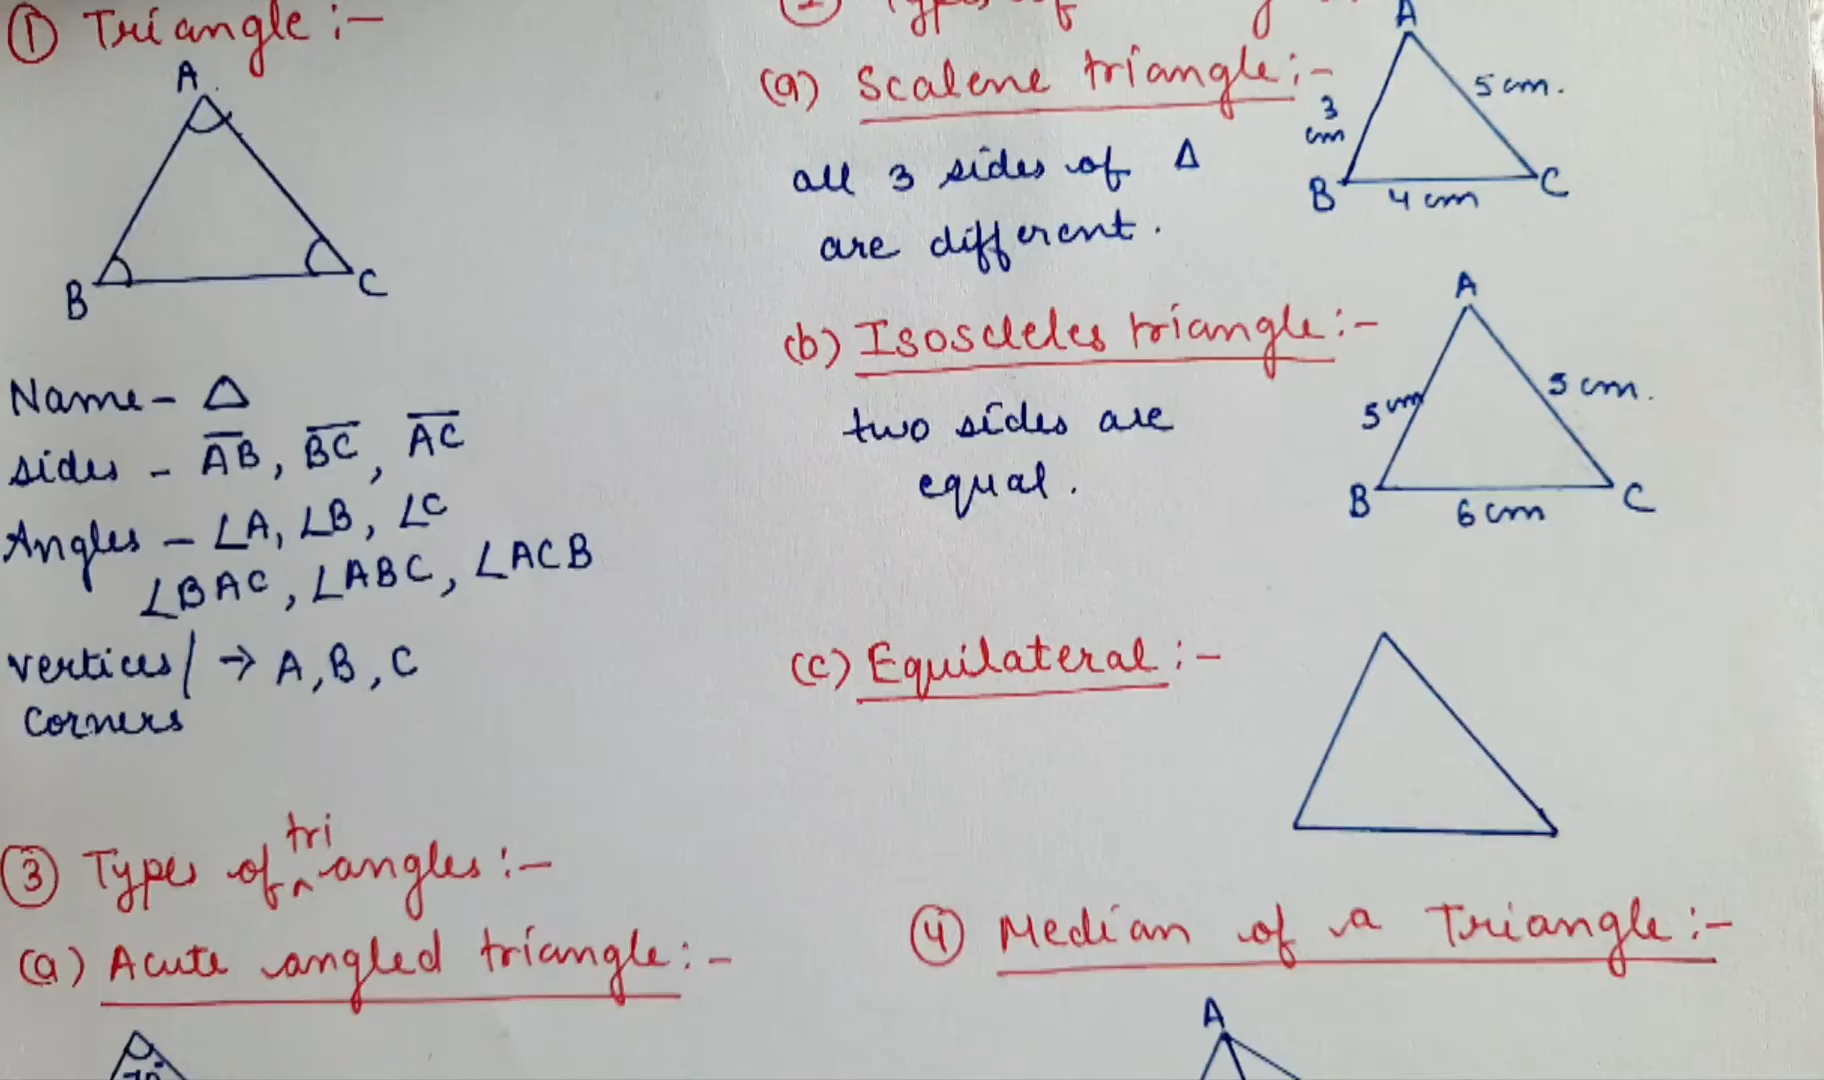 ① Triangle :-
A
B
C
Name - Δ
sides - AB, BC, AC
Angles - ∠A, ∠B, ∠C
∠BAC, ∠ABC, ∠ACB
vertices/ → A, B, C
corners
(a) Scalene triangle :-
all 3 sides of Δ
are different.
A
3
cm
5 cm.
B
4 cm
C
(b) Isosceles triangle :-
two sides are
equal.
A
5 cm
5 cm.
B
6 cm
C
(c) Equilateral :-
③ Types of ^ tri angles :-
(a) Acute angled triangle :-
④ Median of a Triangle :-
A